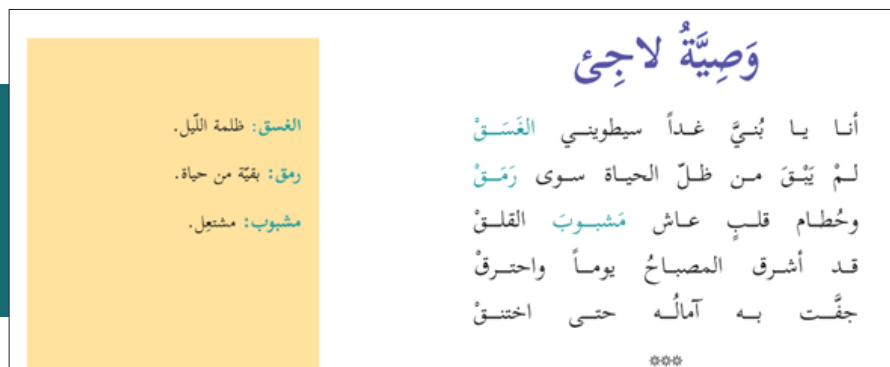 وَصِيَّةُ لاجِئ
أنا يا بُنيَّ غداً سيطويني الغَسَقْ
لمْ يَبْقَ من ظلّ الحياة سوى رَمَقْ
وحُطام قلبٍ عاش مَشبوبَ القلقْ
قد أشرق المصباحُ يوماً واحترقْ
جفَّت به آمالُه حتى اختنقْ
***
الغسق: ظلمة اللّيل.
رمق: بقيّة من حياة.
مشبوب: مشتعِل.